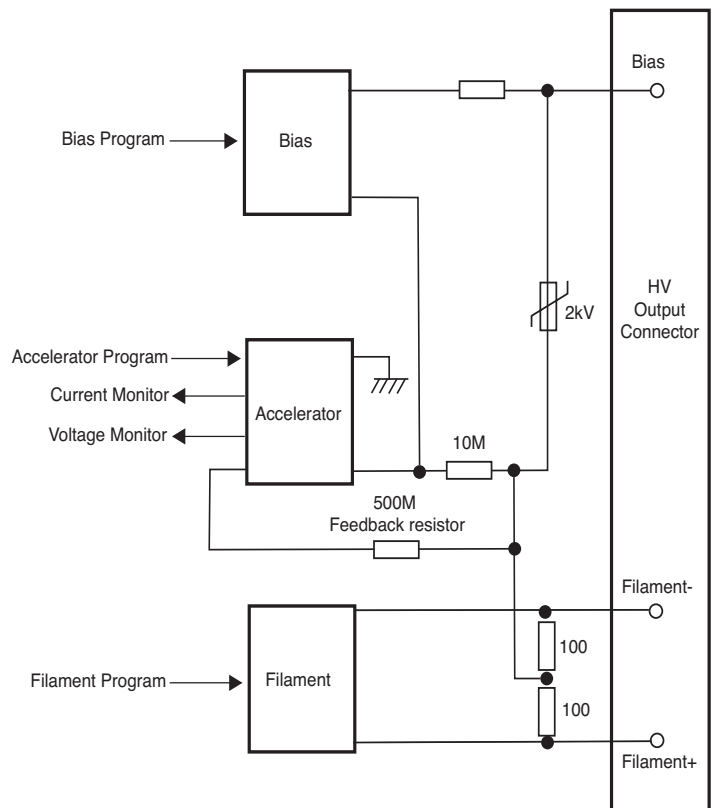 Bias
Bias Program
Bias
HV
Output
Connector
2kV
Accelerator Program
Current Monitor
Accelerator
Voltage Monitor
10M
500M
Feedback resistor
Filament-
100
Filament Program
Filament
100
Filament+